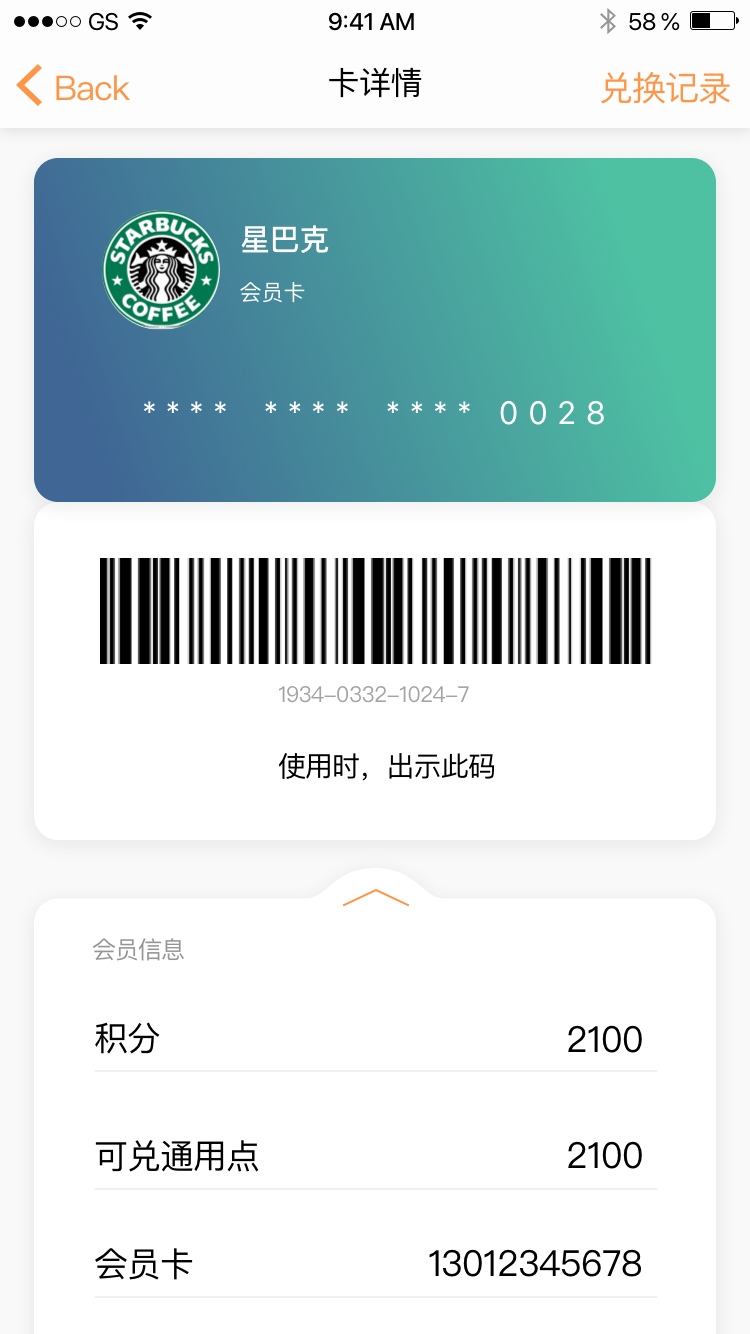 GS 9:41 AM 58 %
Back 卡详情 兑换记录
STARBUCKS
COFFEE
星巴克
会员卡
**** **** **** 0028
1934–0332–1024–7
使用时，出示此码
会员信息
积分 2100
可兑通用点 2100
会员卡 13012345678